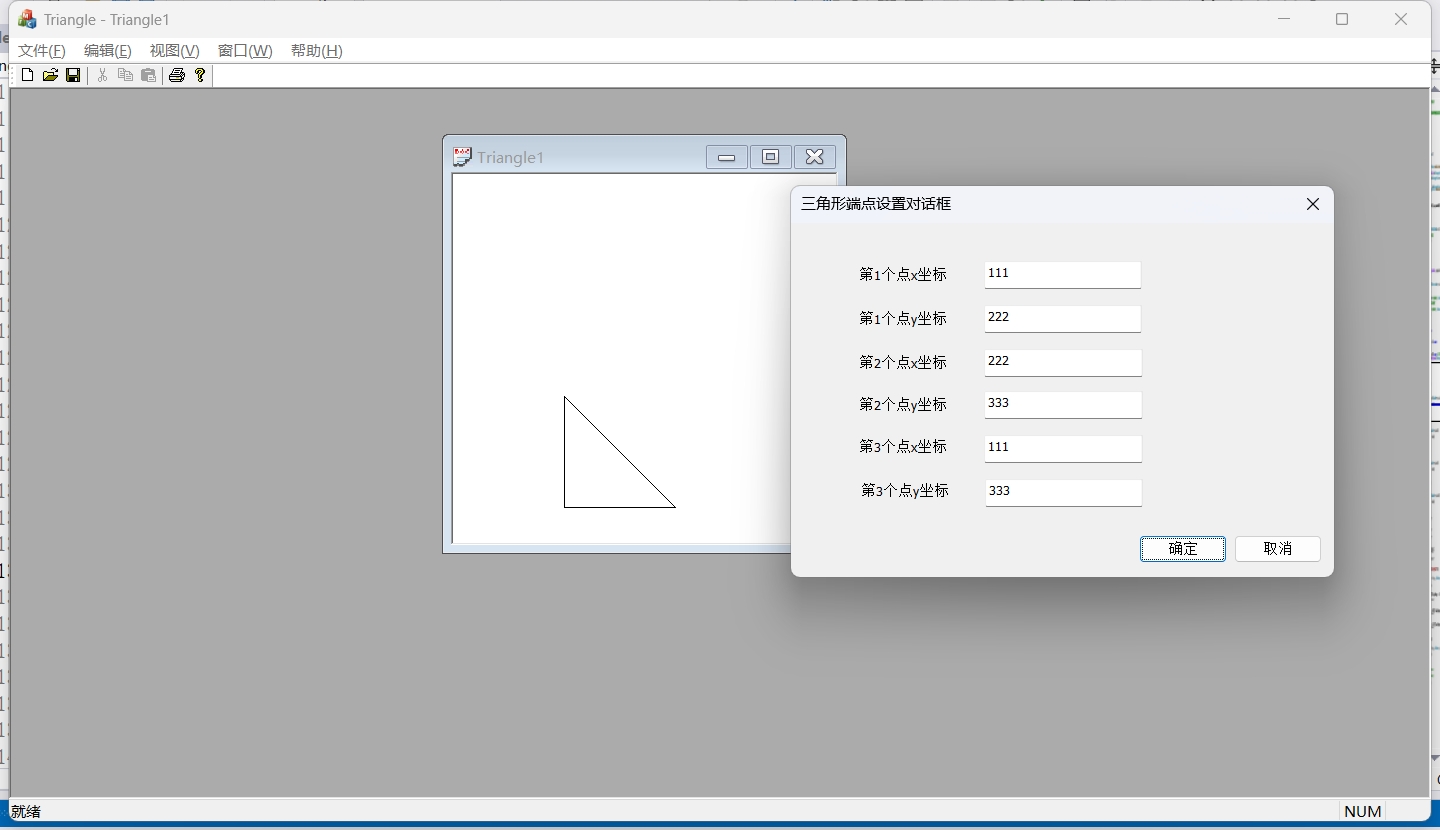 Triangle - Triangle1
文件(F) 编辑(E) 视图(V) 窗口(W) 帮助(H)
Triangle1
三角形端点设置对话框
第1个点x坐标 111
第1个点y坐标 222
第2个点x坐标 222
第2个点y坐标 333
第3个点x坐标 111
第3个点y坐标 333
确定 取消
就绪 NUM